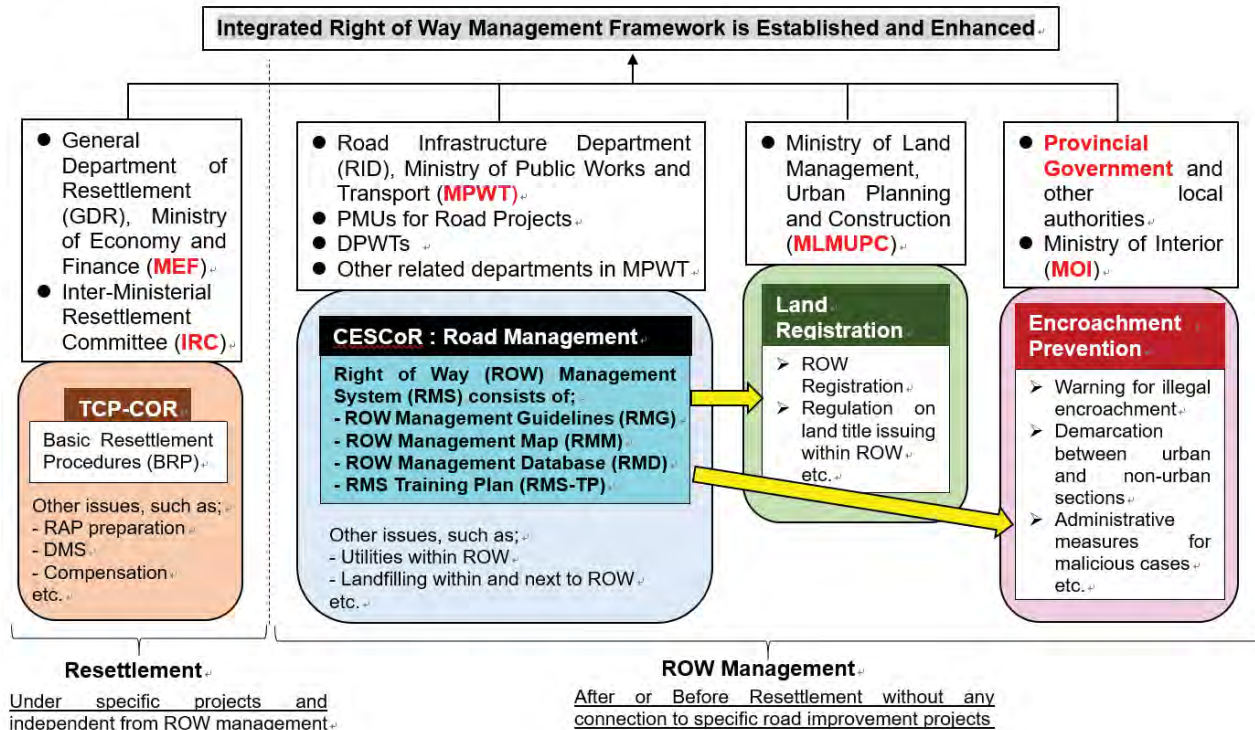 Integrated Right of Way Management Framework is Established and Enhanced
● General
Department of
Resettlement
(GDR), Ministry
of Economy and
Finance (MEF)
● Inter-Ministerial
Resettlement
Committee (IRC)
● Road Infrastructure Department
(RID), Ministry of Public Works and
Transport (MPWT)
● PMUs for Road Projects
● DPWTs
● Other related departments in MPWT
● Ministry of Land
Management,
Urban Planning
and Construction
(MLMUPC)
● Provincial
Government and
other local
authorities
● Ministry of Interior
(MOI)
TCP-COR
Basic Resettlement
Procedures (BRP)
Other issues, such as;
- RAP preparation
- DMS
- Compensation
etc.
CESCoR : Road Management
Right of Way (ROW) Management
System (RMS) consists of;
- ROW Management Guidelines (RMG)
- ROW Management Map (RMM)
- ROW Management Database (RMD)
- RMS Training Plan (RMS-TP)
Other issues, such as;
- Utilities within ROW
- Landfilling within and next to ROW
etc.
Land
Registration
➢ ROW
Registration
➢ Regulation on
land title issuing
within ROW
etc.
Encroachment
Prevention
➢ Warning for illegal
encroachment
➢ Demarcation
between urban
and non-urban
sections
➢ Administrative
measures for
malicious cases
etc.
Resettlement
Under specific projects and
independent from ROW management
ROW Management
After or Before Resettlement without any
connection to specific road improvement projects